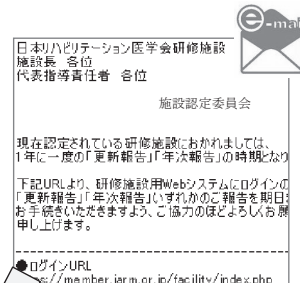 e-mail
日本リハビリテーション医学会研修施設
施設長 各位
代表指導責任者 各位
施設認定委員会
現在認定されている研修施設におかれましては、
1年に一度の「更新報告」「年次報告」の時期となり
下記URLより、研修施設用Webシステムにログインの
「更新報告」「年次報告」いずれかのご報告を期日
お手続きいただきますよう、ご協力のほどよろしくお願
申し上げます。
●ログインURL
s://member.jarm.or.jp/facility/index.php